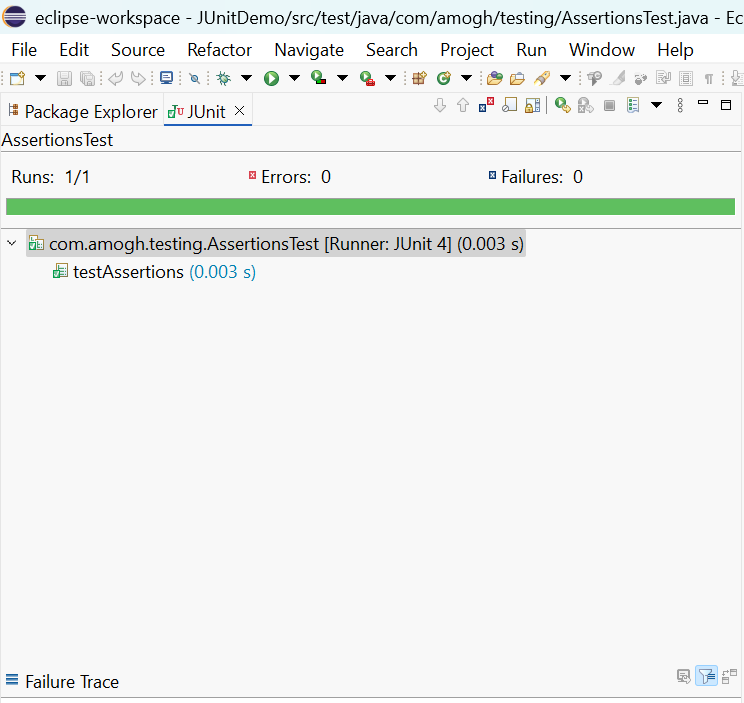 eclipse-workspace - JUnitDemo/src/test/java/com/amogh/testing/AssertionsTest.java - Ec
File Edit Source Refactor Navigate Search Project Run Window Help
Package Explorer JUnit
AssertionsTest
Runs: 1/1 Errors: 0 Failures: 0
com.amogh.testing.AssertionsTest [Runner: JUnit 4] (0.003 s)
testAssertions (0.003 s)
Failure Trace